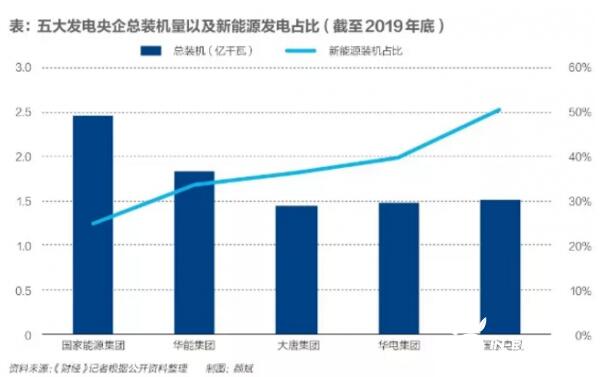 表：五大发电央企总装机量以及新能源发电占比（截至2019年底）
总装机（亿千瓦） 新能源装机占比
3.0 60%
2.5 50%
2.0 40%
1.5 30%
1.0 20%
0.5 10%
0 0%
国家能源集团 华能集团 大唐集团 华电集团 国
资料来源：《财经》记者根据公开资料整理 制图：颜斌